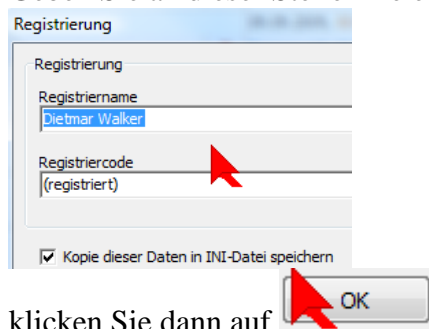 Registrierung
Registrierung
Registriername
Dietmar Walker
Registriercode
(registriert)
Kopie dieser Daten in INI-Datei speichern
klicken Sie dann auf OK